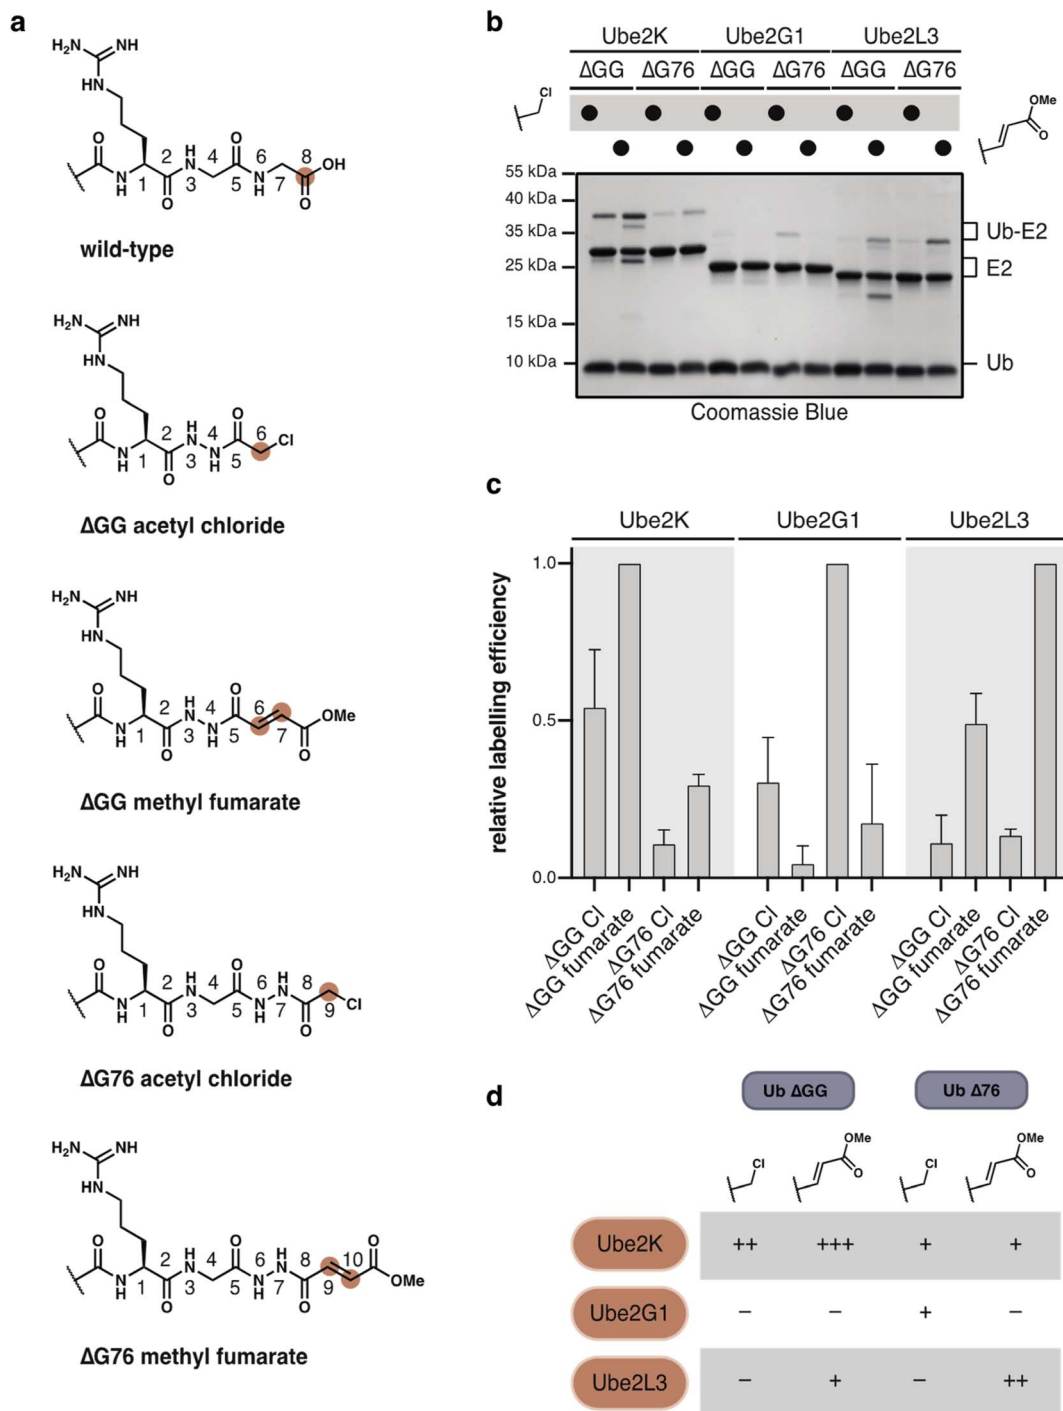 a
H₂N NH
HN
O
2 H 4 O 6 8 OH
N 1 3 5 N 7
H O H O
wild-type
H₂N NH
HN
O H O 6
2 N 4 Cl
N 1 3 N 5
H O H
ΔGG acetyl chloride
H₂N NH
HN
O H O 6
2 N 4 OMe
N 1 3 N 5 7
H O H O
ΔGG methyl fumarate
H₂N NH
HN
O H O H 8
2 N 4 6 N Cl
N 1 3 5 N 7 9
H O H O
ΔG76 acetyl chloride
H₂N NH
HN
O H O H O
2 N 4 6 N 8 10
N 1 3 5 N 7 9 OMe
H O H O
ΔG76 methyl fumarate
b
Ube2K Ube2G1 Ube2L3
ΔGG ΔG76 ΔGG ΔG76 ΔGG ΔG76
Cl
OMe
O
55 kDa
40 kDa
35 kDa
25 kDa
15 kDa
10 kDa
Ub-E2
E2
Ub
Coomassie Blue
c
Ube2K Ube2G1 Ube2L3
relative labelling efficiency
1.0
0.5
0.0
ΔGG Cl
ΔGG fumarate
ΔG76 Cl
ΔG76 fumarate
ΔGG Cl
ΔGG fumarate
ΔG76 Cl
ΔG76 fumarate
ΔGG Cl
ΔGG fumarate
ΔG76 Cl
ΔG76 fumarate
d
Ub ΔGG Ub Δ76
Cl OMe O Cl OMe O
Ube2K ++ +++ + +
Ube2G1 – – + –
Ube2L3 – + – ++